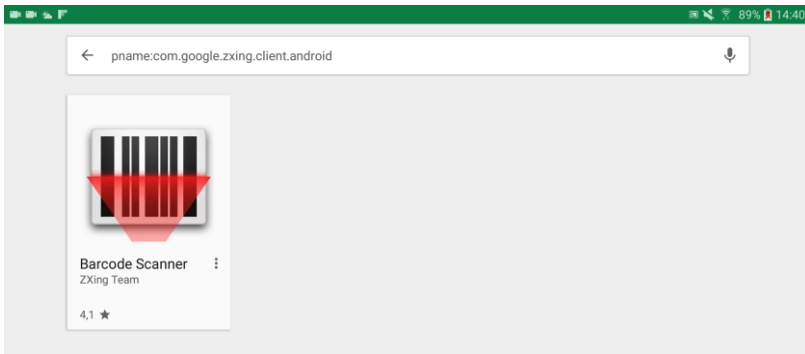 89% 14:40
pname:com.google.zxing.client.android
Barcode Scanner
ZXing Team
4,1